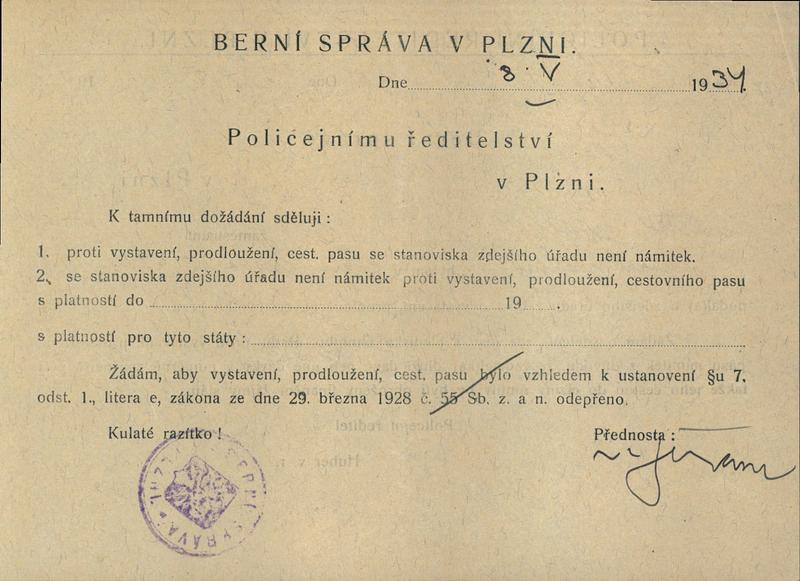 BERNÍ SPRÁVA V PLZNI.
Dne 8. V 1934.
Policejnímu ředitelství
v Plzni.
K tamnímu dožádání sděluji :
1. proti vystavení, prodloužení, cest. pasu se stanoviska zdejšího úřadu není námitek.
2. se stanoviska zdejšího úřadu není námitek proti vystavení, prodloužení, cestovního pasu
s platností do 19 .
s platností pro tyto státy :
Žádám, aby vystavení, prodloužení, cest. pasu bylo vzhledem k ustanovení §u 7.
odst. 1., litera e, zákona ze dne 29. března 1928 č. 55 Sb. z. a n. odepřeno.
Kulaté razítko !
Přednosta :
BERNÍ SPRÁVA